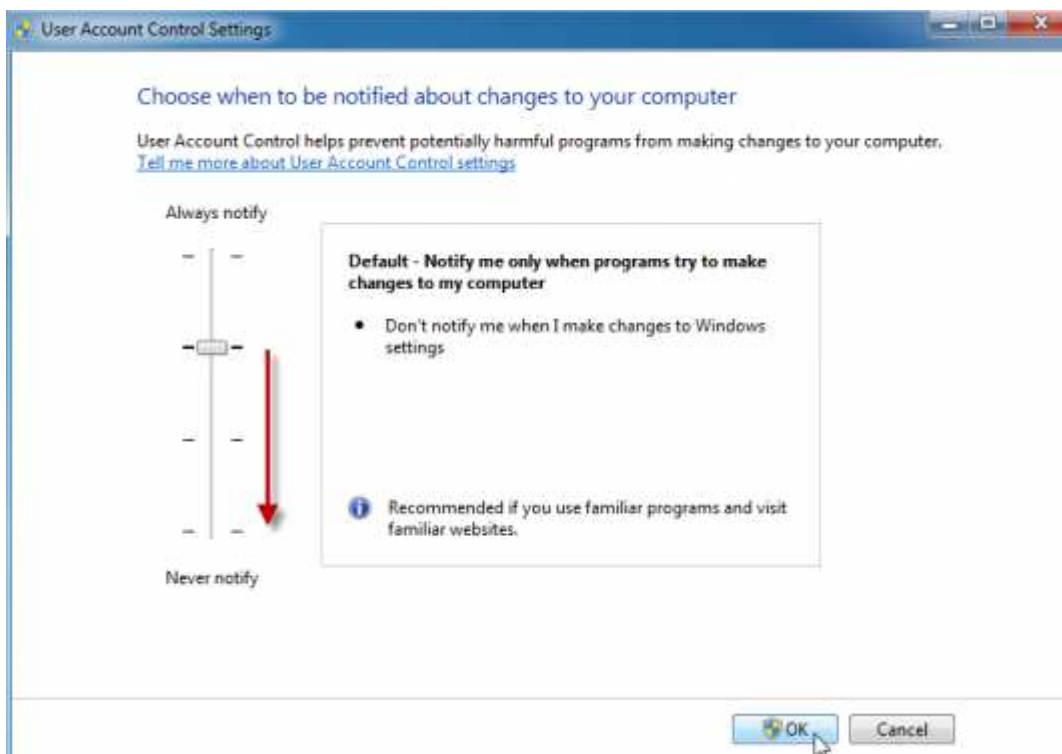 User Account Control Settings
Choose when to be notified about changes to your computer
User Account Control helps prevent potentially harmful programs from making changes to your computer.
Tell me more about User Account Control settings
Always notify
Default - Notify me only when programs try to make
changes to my computer
• Don't notify me when I make changes to Windows
settings
Recommended if you use familiar programs and visit
familiar websites.
Never notify
OK
Cancel